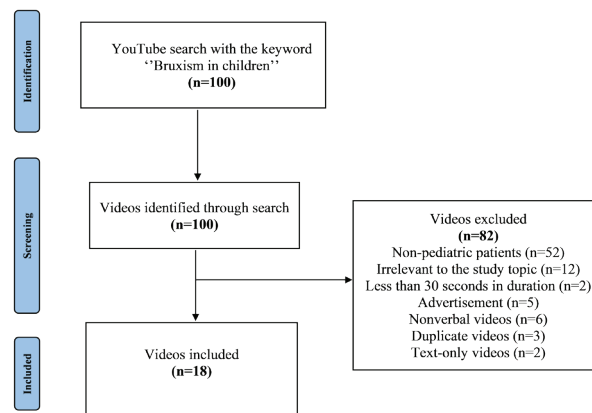 Identification
YouTube search with the keyword
‘‘Bruxism in children’’
(n=100)
Screening
Videos identified through search
(n=100)
Videos excluded
(n=82)
Non-pediatric patients (n=52)
Irrelevant to the study topic (n=12)
Less than 30 seconds in duration (n=2)
Advertisement (n=5)
Nonverbal videos (n=6)
Duplicate videos (n=3)
Text-only videos (n=2)
Included
Videos included
(n=18)